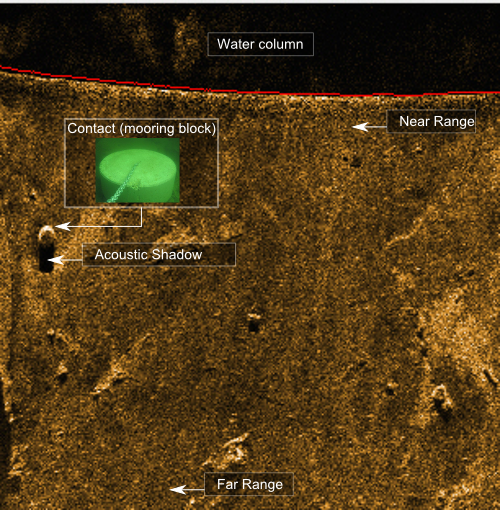 Water column
Near Range
Contact (mooring block)
Acoustic Shadow
Far Range